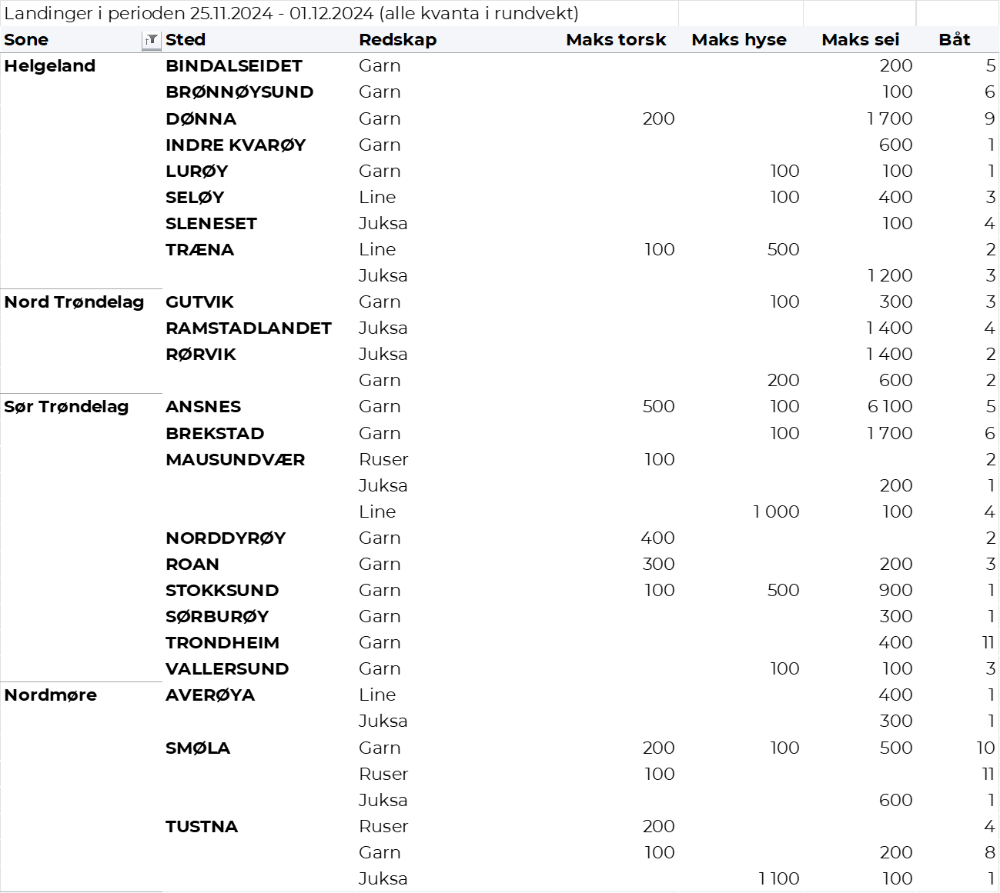 Landinger i perioden 25.11.2024 - 01.12.2024 (alle kvanta i rundvekt)
Sone Sted Redskap Maks torsk Maks hyse Maks sei Båt
Helgeland BINDALSEIDET Garn 200 5
BRØNNØYSUND Garn 100 6
DØNNA Garn 200 1 700 9
INDRE KVARØY Garn 600 1
LURØY Garn 100 100 1
SELØY Line 100 400 3
SLENESET Juksa 100 4
TRÆNA Line 100 500 2
Juksa 1 200 3
Nord Trøndelag GUTVIK Garn 100 300 3
RAMSTADLANDET Juksa 1 400 4
RØRVIK Juksa 1 400 2
Garn 200 600 2
Sør Trøndelag ANSNES Garn 500 100 6 100 5
BREKSTAD Garn 100 1 700 6
MAUSUNDVÆR Ruser 100 2
Juksa 200 1
Line 1 000 100 4
NORDDYRØY Garn 400 2
ROAN Garn 300 200 3
STOKKSUND Garn 100 500 900 1
SØRBURØY Garn 300 1
TRONDHEIM Garn 400 11
VALLERSUND Garn 100 100 3
Nordmøre AVERØYA Line 400 1
Juksa 300 1
SMØLA Garn 200 100 500 10
Ruser 100 11
Juksa 600 1
TUSTNA Ruser 200 4
Garn 100 200 8
Juksa 1 100 100 1